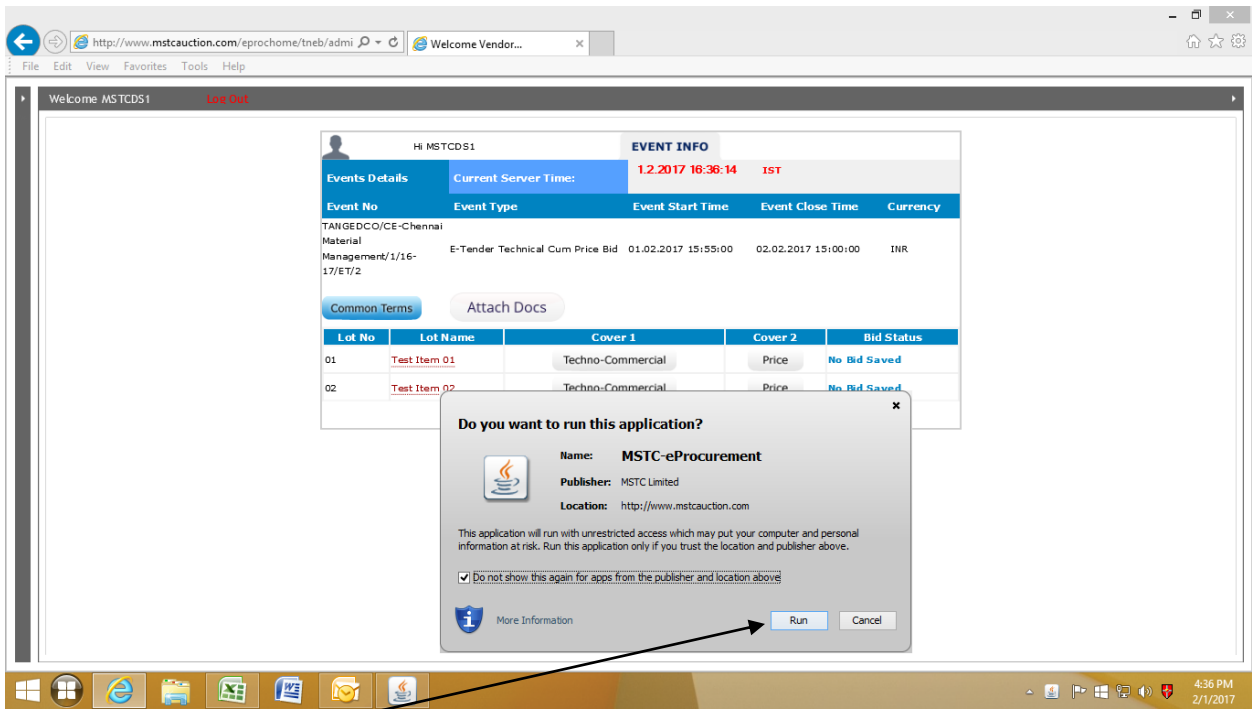 http://www.mstcauction.com/eprochome/tneb/admi
Welcome Vendor...
File Edit View Favorites Tools Help
Welcome MSTCDS1 Log Out
Hi MSTCDS1 EVENT INFO
Events Details Current Server Time: 1.2.2017 16:36:14 IST
Event No Event Type Event Start Time Event Close Time Currency
TANGEDCO/CE-Chennai
Material
Management/1/16-
17/ET/2
E-Tender Technical Cum Price Bid 01.02.2017 15:55:00 02.02.2017 15:00:00 INR
Common Terms Attach Docs
Lot No Lot Name Cover 1 Cover 2 Bid Status
01 Test Item 01 Techno-Commercial Price No Bid Saved
02 Test Item 02 Techno-Commercial Price No Bid Saved
Do you want to run this application?
Name: MSTC-eProcurement
Publisher: MSTC Limited
Location: http://www.mstcauction.com
This application will run with unrestricted access which may put your computer and personal
information at risk. Run this application only if you trust the location and publisher above.
Do not show this again for apps from the publisher and location above
More Information Run Cancel
4:36 PM
2/1/2017